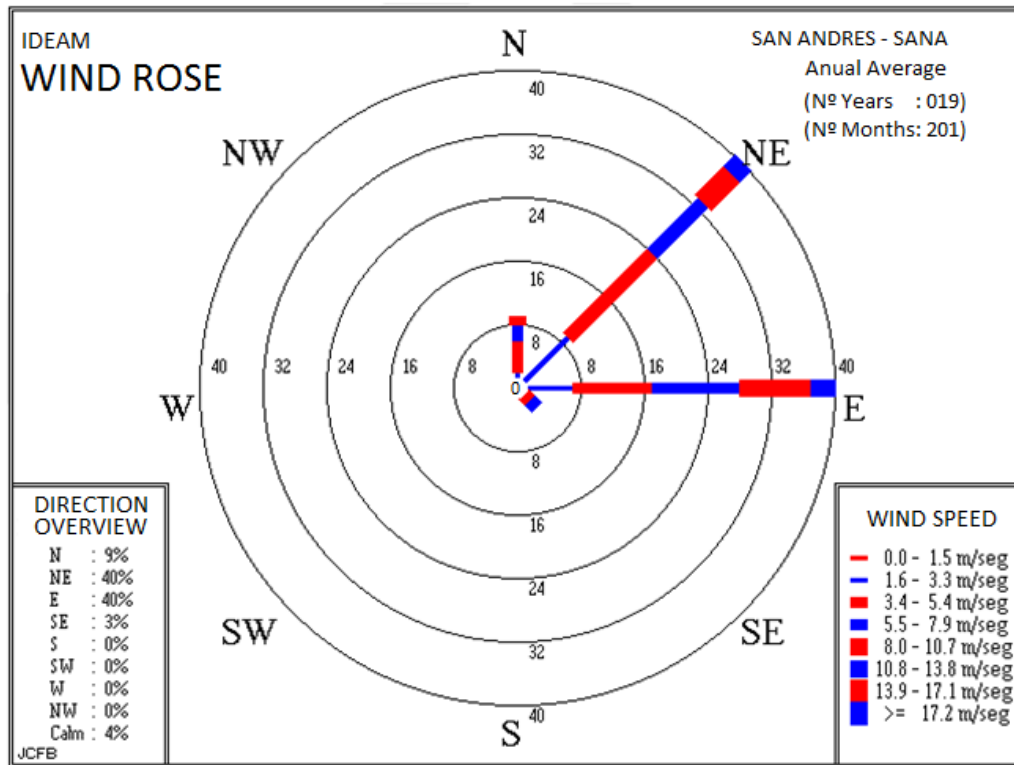 IDEAM
WIND ROSE
SAN ANDRES - SANA
Anual Average
(Nº Years : 019)
(Nº Months: 201)
N
NW
NE
W
E
SW
SE
S
40
32
24
16
8
40 32 24 16 8 0 8 16 24 32 40
8
16
24
32
40
DIRECTION
OVERVIEW
N : 9%
NE : 40%
E : 40%
SE : 3%
S : 0%
SW : 0%
W : 0%
NW : 0%
Calm : 4%
JCFB
WIND SPEED
0.0 - 1.5 m/seg
1.6 - 3.3 m/seg
3.4 - 5.4 m/seg
5.5 - 7.9 m/seg
8.0 - 10.7 m/seg
10.8 - 13.8 m/seg
13.9 - 17.1 m/seg
>= 17.2 m/seg